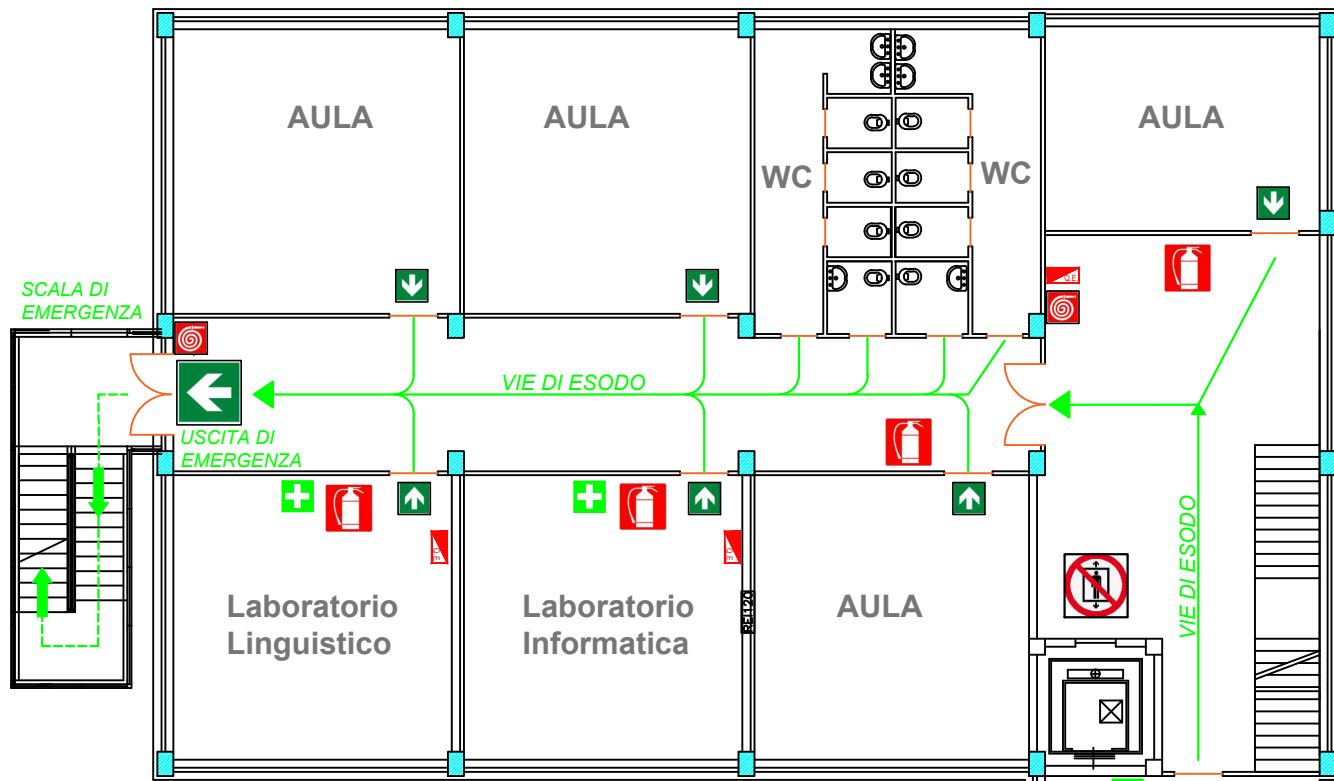 AULA
AULA
AULA
WC
WC
Q.E.
SCALA DI
EMERGENZA
VIE DI ESODO
USCITA DI
EMERGENZA
Q.E.
Q.E.
Laboratorio
Linguistico
Laboratorio
Informatica
REI120
AULA
VIE DI ESODO